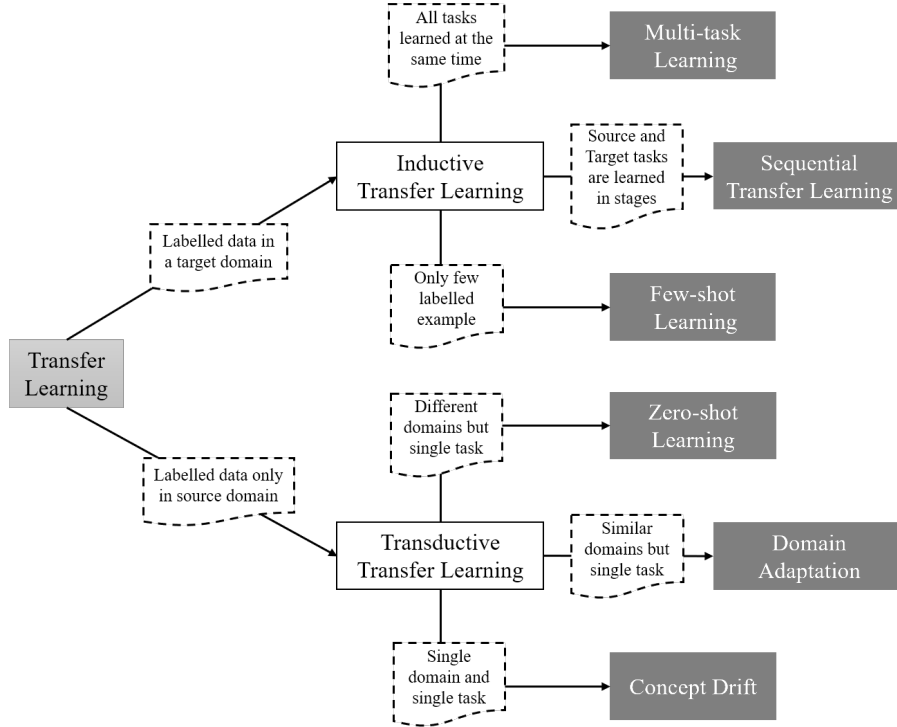 All tasks
learned at the
same time
Multi-task
Learning
Inductive
Transfer Learning
Source and
Target tasks
are learned
in stages
Sequential
Transfer Learning
Labelled data in
a target domain
Only few
labelled
example
Few-shot
Learning
Transfer
Learning
Different
domains but
single task
Zero-shot
Learning
Labelled data only
in source domain
Transductive
Transfer Learning
Similar
domains but
single task
Domain
Adaptation
Single
domain and
single task
Concept Drift